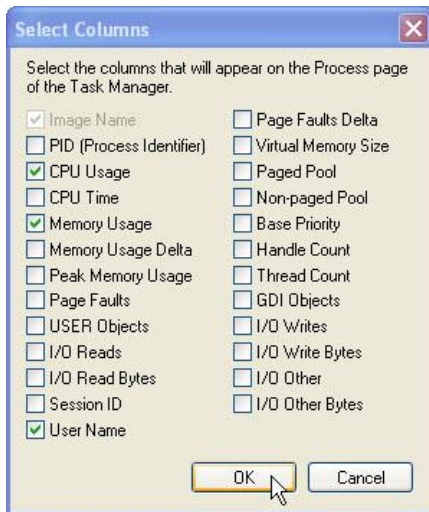 Select Columns
Select the columns that will appear on the Process page
of the Task Manager.
Image Name
PID (Process Identifier)
CPU Usage
CPU Time
Memory Usage
Memory Usage Delta
Peak Memory Usage
Page Faults
USER Objects
I/O Reads
I/O Read Bytes
Session ID
User Name
Page Faults Delta
Virtual Memory Size
Paged Pool
Non-paged Pool
Base Priority
Handle Count
Thread Count
GDI Objects
I/O Writes
I/O Write Bytes
I/O Other
I/O Other Bytes
OK
Cancel